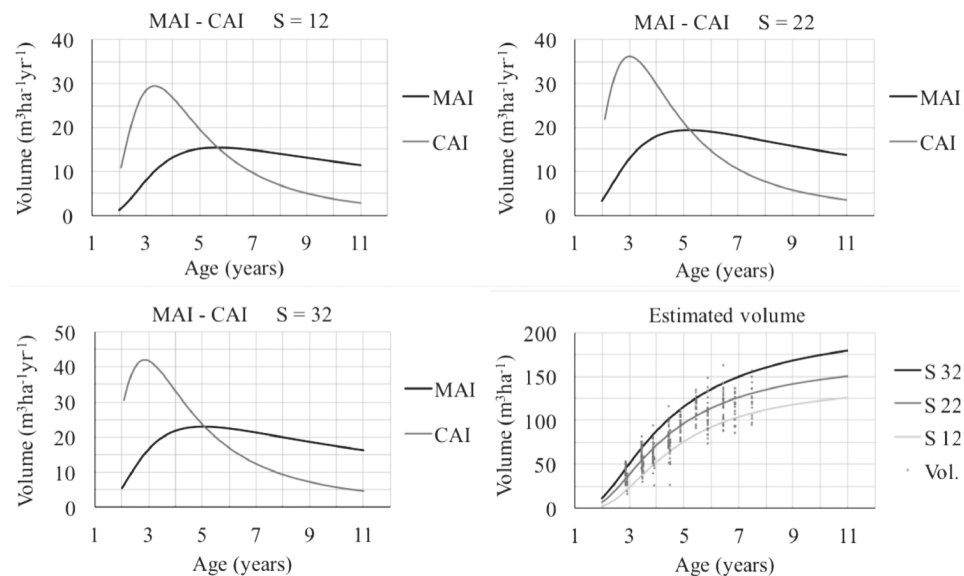 MAI - CAI S = 12
Volume (m³ha⁻¹yr⁻¹)
40
30
20
10
0
1 3 5 7 9 11
Age (years)
MAI
CAI
MAI - CAI S = 22
Volume (m³ha⁻¹yr⁻¹)
40
30
20
10
0
1 3 5 7 9 11
Age (years)
MAI
CAI
MAI - CAI S = 32
Volume (m³ha⁻¹yr⁻¹)
50
40
30
20
10
0
1 3 5 7 9 11
Age (years)
MAI
CAI
Estimated volume
Volume (m³ha⁻¹)
200
150
100
50
0
1 3 5 7 9 11
Age (years)
S 32
S 22
S 12
Vol.